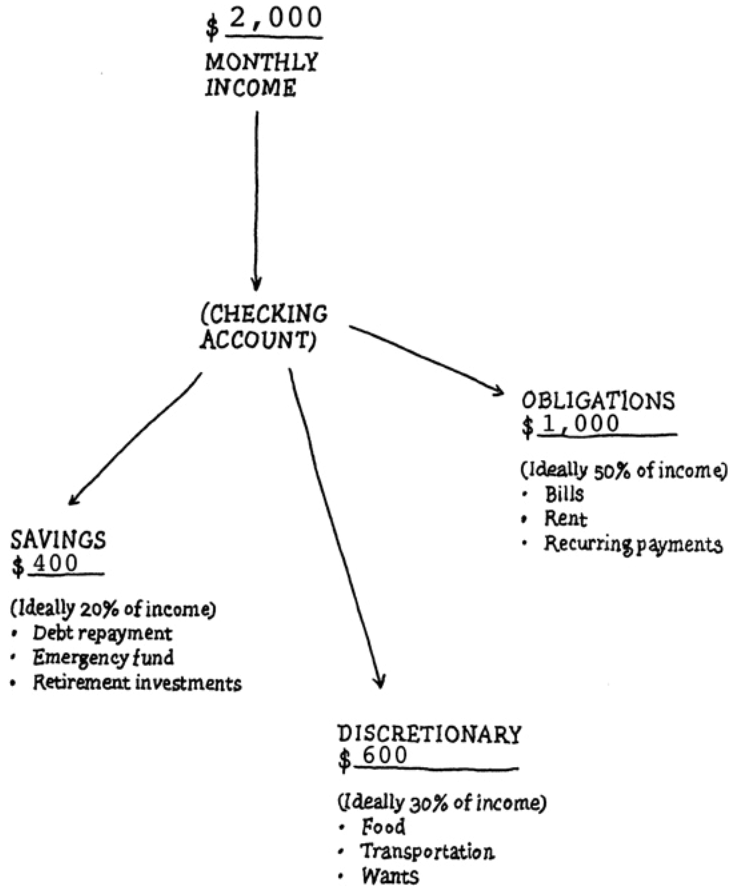 $ 2,000
MONTHLY
INCOME
(CHECKING
ACCOUNT)
OBLIGATIONS
$ 1,000
(Ideally 50% of income)
· Bills
· Rent
· Recurring payments
SAVINGS
$ 400
(Ideally 20% of income)
· Debt repayment
· Emergency fund
· Retirement investments
DISCRETIONARY
$ 600
(Ideally 30% of income)
· Food
· Transportation
· Wants